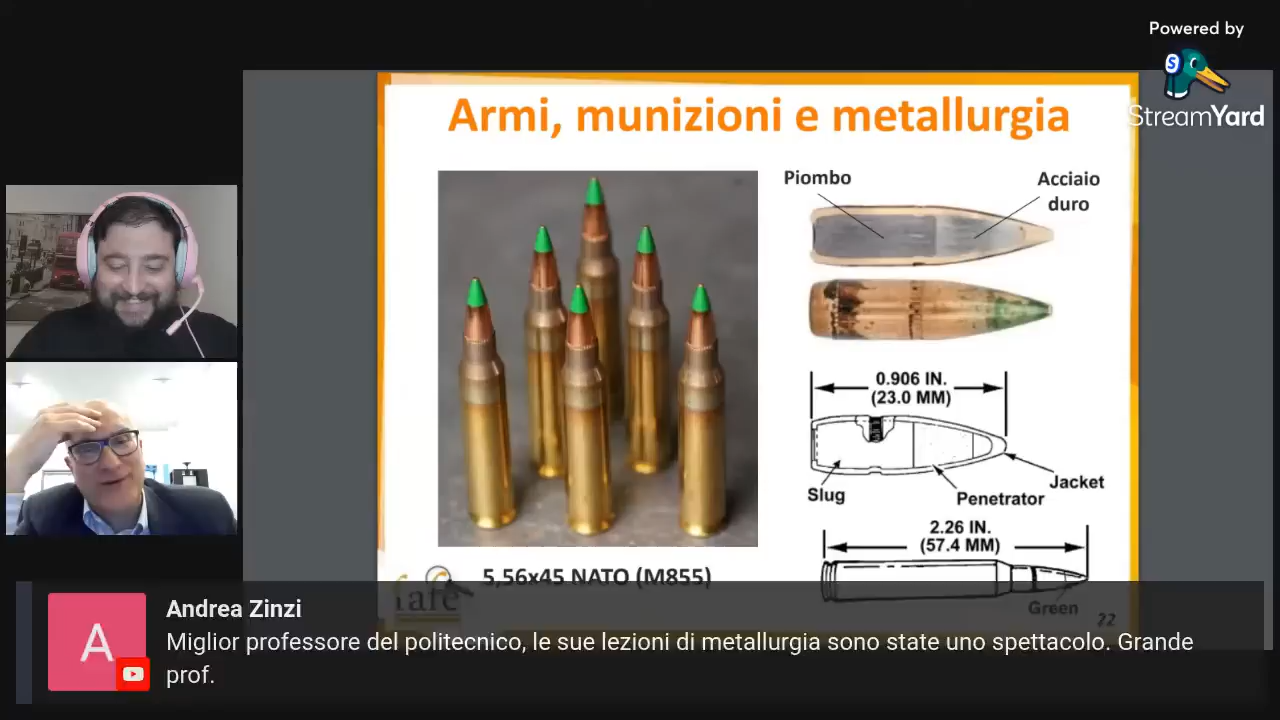 Powered by
StreamYard
Armi, munizioni e metallurgia
Piombo
Acciaio
duro
0.906 IN.
(23.0 MM)
Slug
Penetrator
Jacket
2.26 IN.
(57.4 MM)
Green
5,56x45 NATO (M855)
fafe
22
Andrea Zinzi
A
Miglior professore del politecnico, le sue lezioni di metallurgia sono state uno spettacolo. Grande
prof.